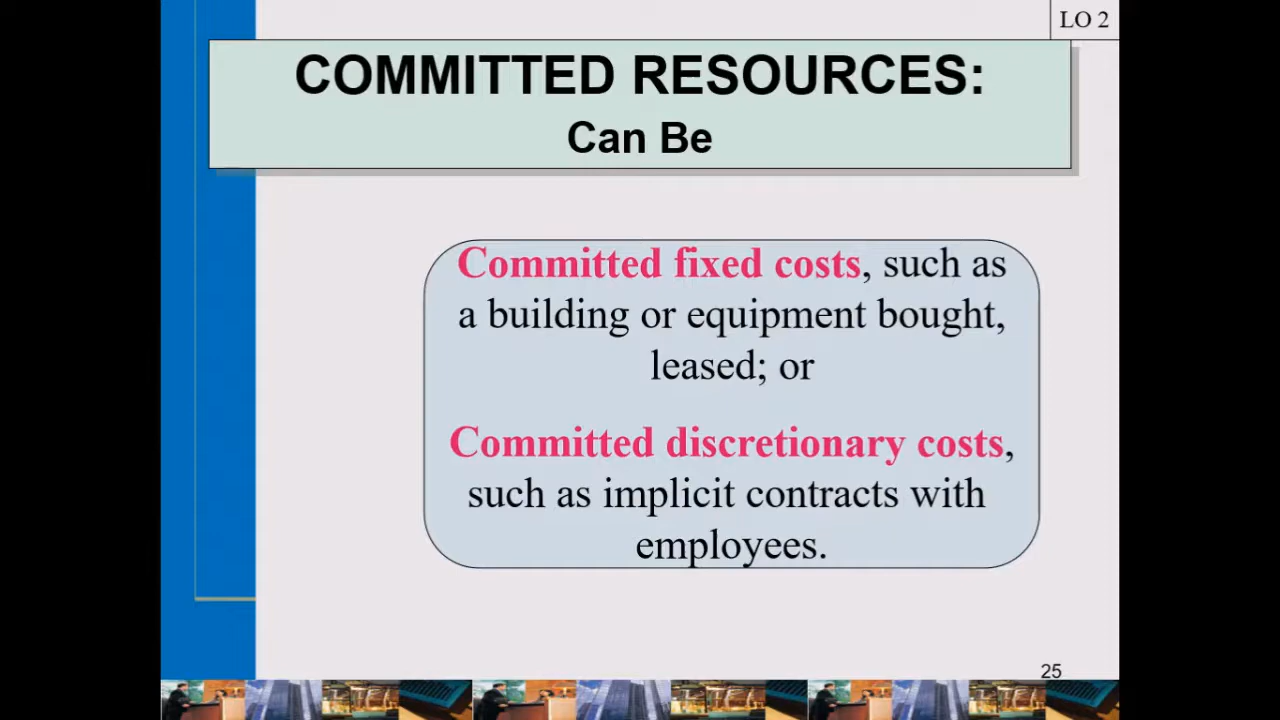 LO 2
COMMITTED RESOURCES:
Can Be
Committed fixed costs, such as
a building or equipment bought,
leased; or
Committed discretionary costs,
such as implicit contracts with
employees.
25